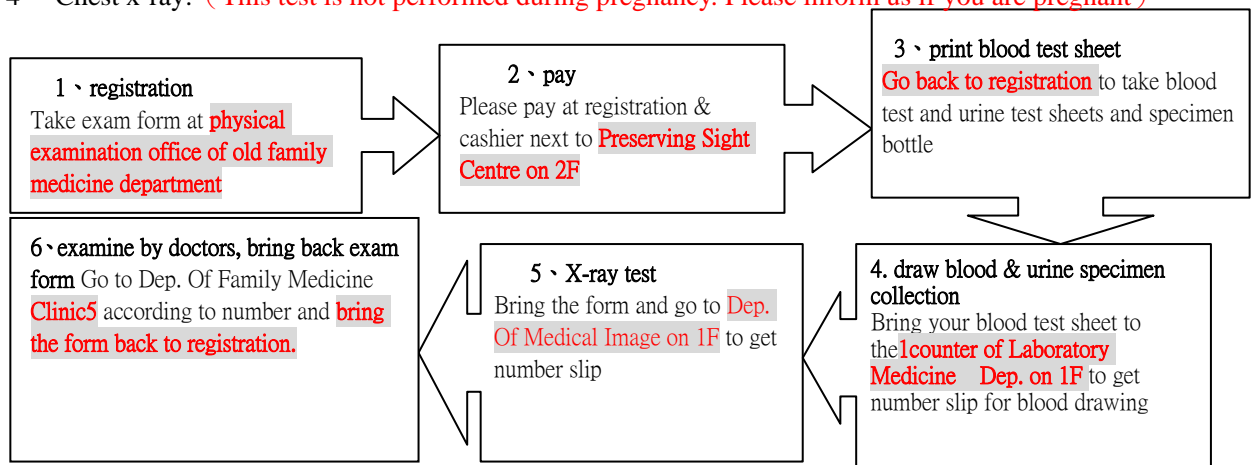 4 Chest x-ray: ( This test is not performed during pregnancy. Please inform us if you are pregnant )
1、registration
Take exam form at physical
examination office of old family
medicine department
2、pay
Please pay at registration &
cashier next to Preserving Sight
Centre on 2F
3、print blood test sheet
Go back to registration to take blood
test and urine test sheets and specimen
bottle
4. draw blood & urine specimen
collection
Bring your blood test sheet to
the1counter of Laboratory
Medicine Dep. on 1F to get
number slip for blood drawing
5、X-ray test
Bring the form and go to Dep.
Of Medical Image on 1F to get
number slip
6、examine by doctors, bring back exam
form Go to Dep. Of Family Medicine
Clinic5 according to number and bring
the form back to registration.